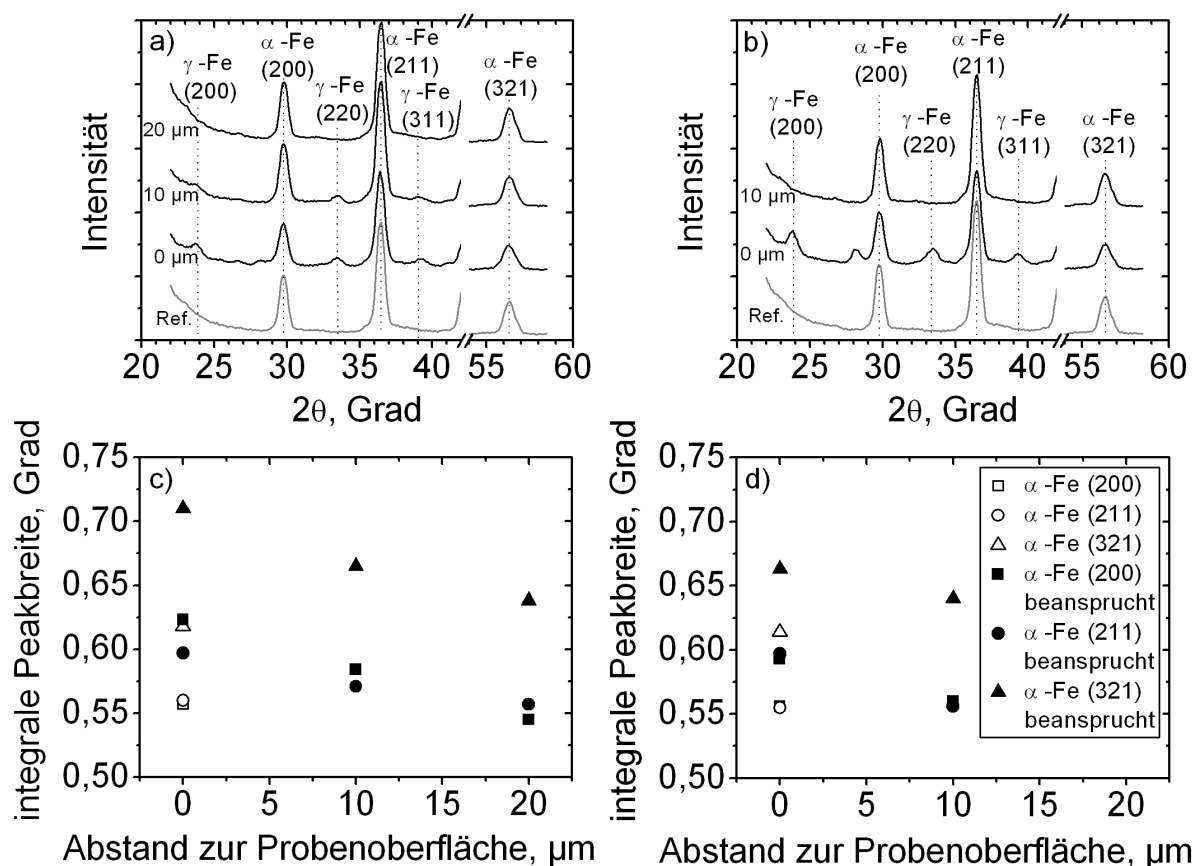 a)
γ -Fe
(200)
α -Fe
(200)
γ -Fe
(220)
α -Fe
(211)
γ -Fe
(311)
α -Fe
(321)
20 µm
10 µm
0 µm
Ref.
Intensität
20 25 30 35 40 55 60
2θ, Grad
b)
γ -Fe
(200)
α -Fe
(200)
γ -Fe
(220)
α -Fe
(211)
γ -Fe
(311)
α -Fe
(321)
10 µm
0 µm
Ref.
Intensität
20 25 30 35 40 55 60
2θ, Grad
c)
integrale Peakbreite, Grad
0,75
0,70
0,65
0,60
0,55
0,50
0 5 10 15 20
Abstand zur Probenoberfläche, µm
d)
integrale Peakbreite, Grad
0,75
0,70
0,65
0,60
0,55
0,50
0 5 10 15 20
Abstand zur Probenoberfläche, µm
α -Fe (200)
α -Fe (211)
α -Fe (321)
α -Fe (200)
beansprucht
α -Fe (211)
beansprucht
α -Fe (321)
beansprucht